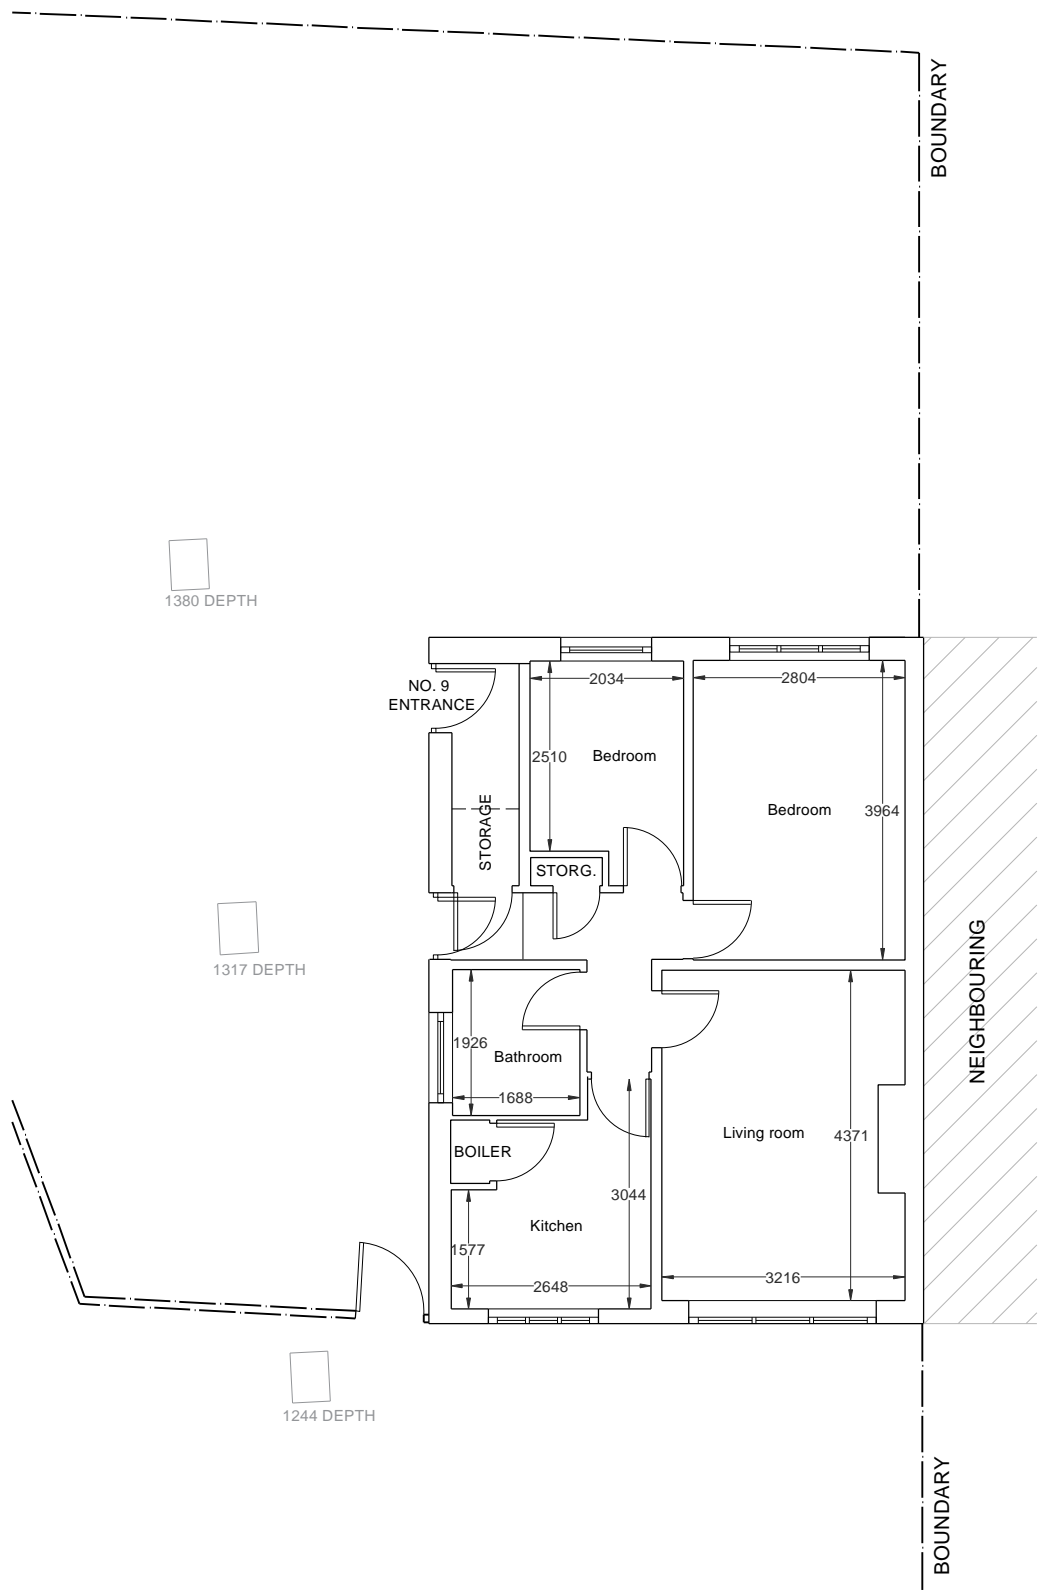 BOUNDARY
1380 DEPTH
NO. 9
ENTRANCE
2034
2804
2510
Bedroom
Bedroom
3964
STORAGE
STORG.
1317 DEPTH
NEIGHBOURING
1926
Bathroom
1688
BOILER
Living room
4371
3044
Kitchen
1577
2648
3216
1244 DEPTH
BOUNDARY